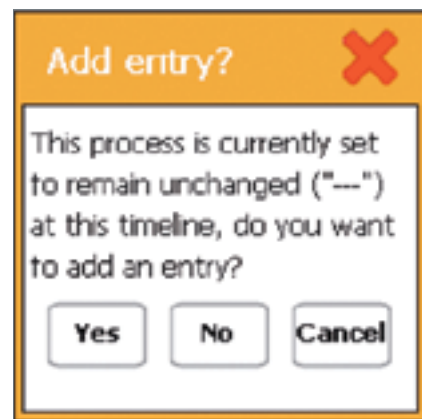 Add entry?
This process is currently set
to remain unchanged ("---")
at this timeline, do you want
to add an entry?
Yes No Cancel